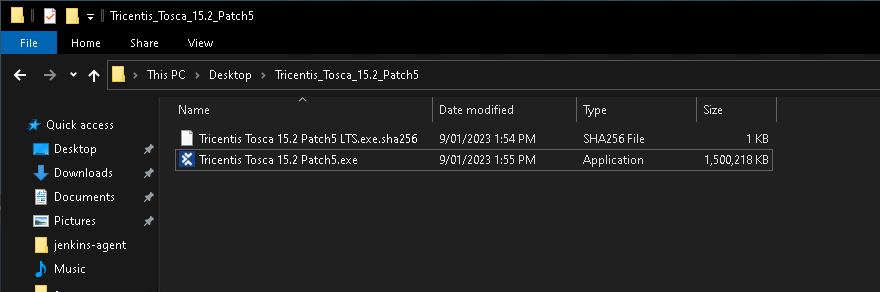 Tricentis_Tosca_15.2_Patch5
File Home Share View
This PC Desktop Tricentis_Tosca_15.2_Patch5
Name Date modified Type Size
Quick access
Tricentis Tosca 15.2 Patch5 LTS.exe.sha256 9/01/2023 1:54 PM SHA256 File 1 KB
Desktop
Tricentis Tosca 15.2 Patch5.exe 9/01/2023 1:55 PM Application 1,500,218 KB
Downloads
Documents
Pictures
jenkins-agent
Music